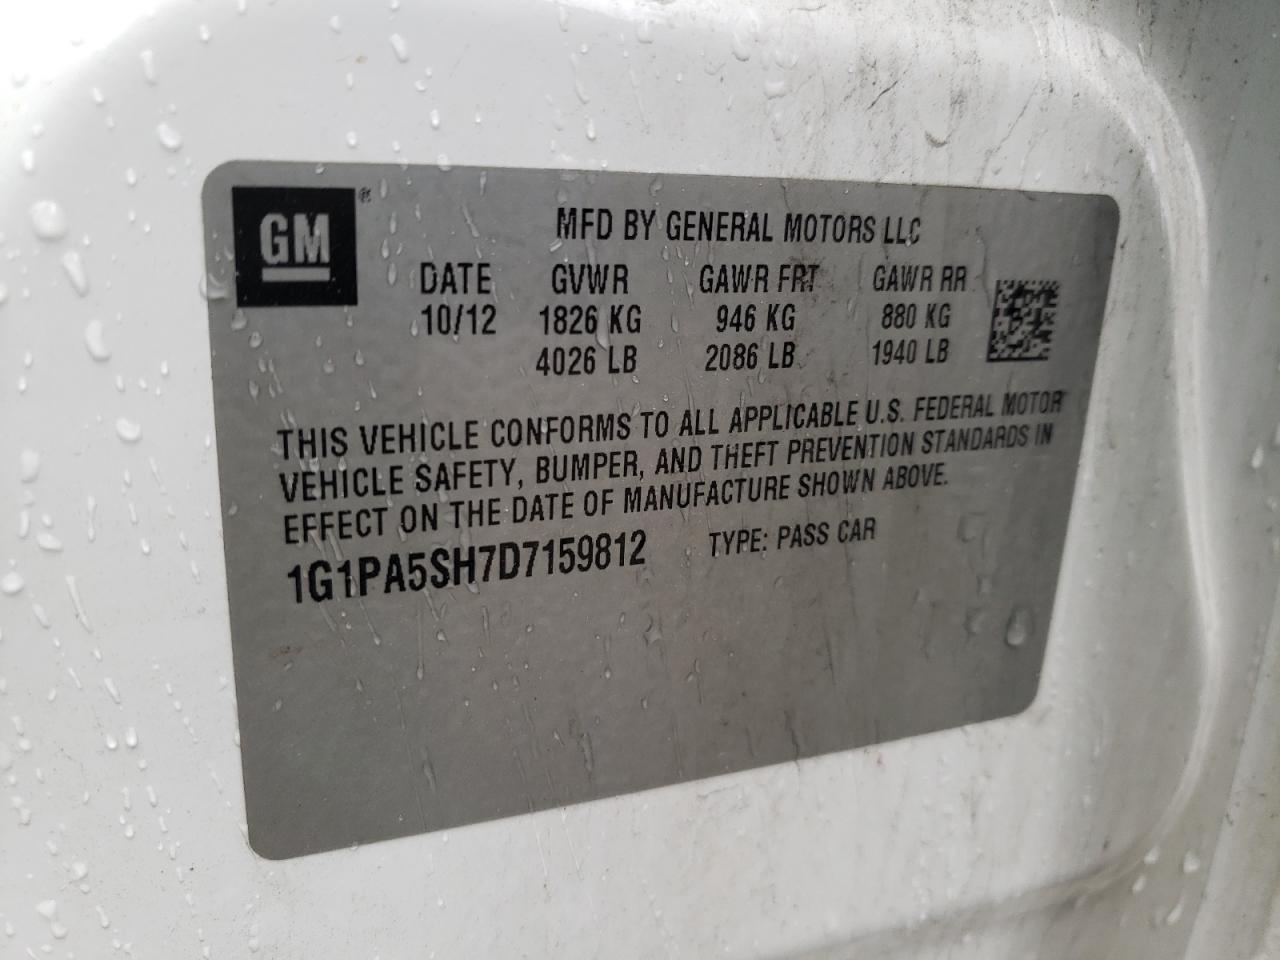 GM®
MFD BY GENERAL MOTORS LLC
DATE GVWR GAWR FRT GAWR RR
10/12 1826 KG 946 KG 880 KG
4026 LB 2086 LB 1940 LB
THIS VEHICLE CONFORMS TO ALL APPLICABLE U.S. FEDERAL MOTOR
VEHICLE SAFETY, BUMPER, AND THEFT PREVENTION STANDARDS IN
EFFECT ON THE DATE OF MANUFACTURE SHOWN ABOVE.
1G1PA5SH7D7159812 TYPE: PASS CAR